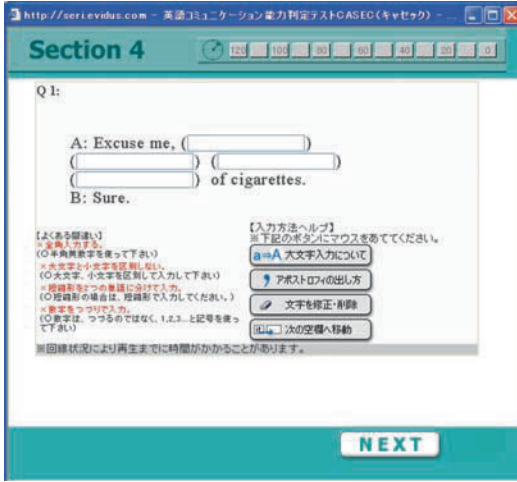 http://seri.evidus.com - 英語コミュニケーション能力判定テストCASEC(キャセック) - ...
Section 4
120 100 80 60 40 20 0
Q 1:
A: Excuse me, ( )
( ) ( )
( ) of cigarettes.
B: Sure.
【よくある間違い】
×全角入力する。
(○半角英数字を使って下さい)
×大文字と小文字を区別しない。
(○大文字、小文字を区別して入力して下さい)
×短縮形を2つの単語に分けて入力。
(○短縮形の場合は、短縮形で入力してください。)
×数字をつづりで入力。
(○数字は、つづるのではなく、1,2,3...と記号を使って下さい)
【入力方法ヘルプ】
※下記のボタンにマウスをあててください。
a⇒A 大文字入力について
, アポストロフィの出し方
文字を修正・削除
次の空欄へ移動
※回線状況により再生までに時間がかかることがあります。
NEXT